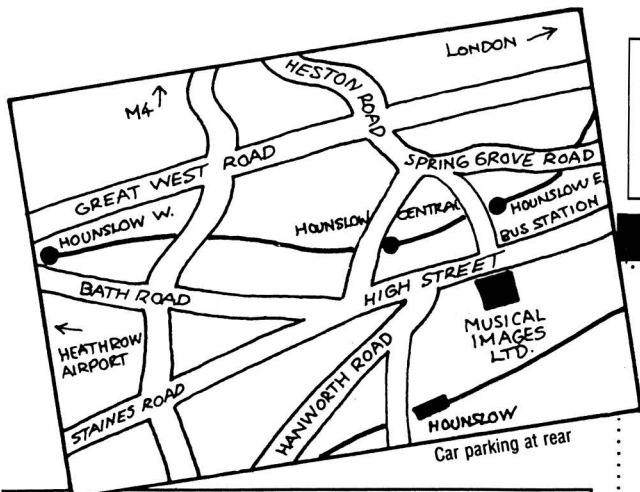 LONDON →
HESTON ROAD
M4 ↑
GREAT WEST ROAD
SPRING GROVE ROAD
HOUNSLOW W.
HOUNSLOW CENTRAL
HOUNSLOW E.
BUS STATION
BATH ROAD
HIGH STREET
← HEATHROW
AIRPORT
MUSICAL
IMAGES
LTD.
STAINES ROAD
HANWORTH ROAD
HOUNSLOW
Car parking at rear